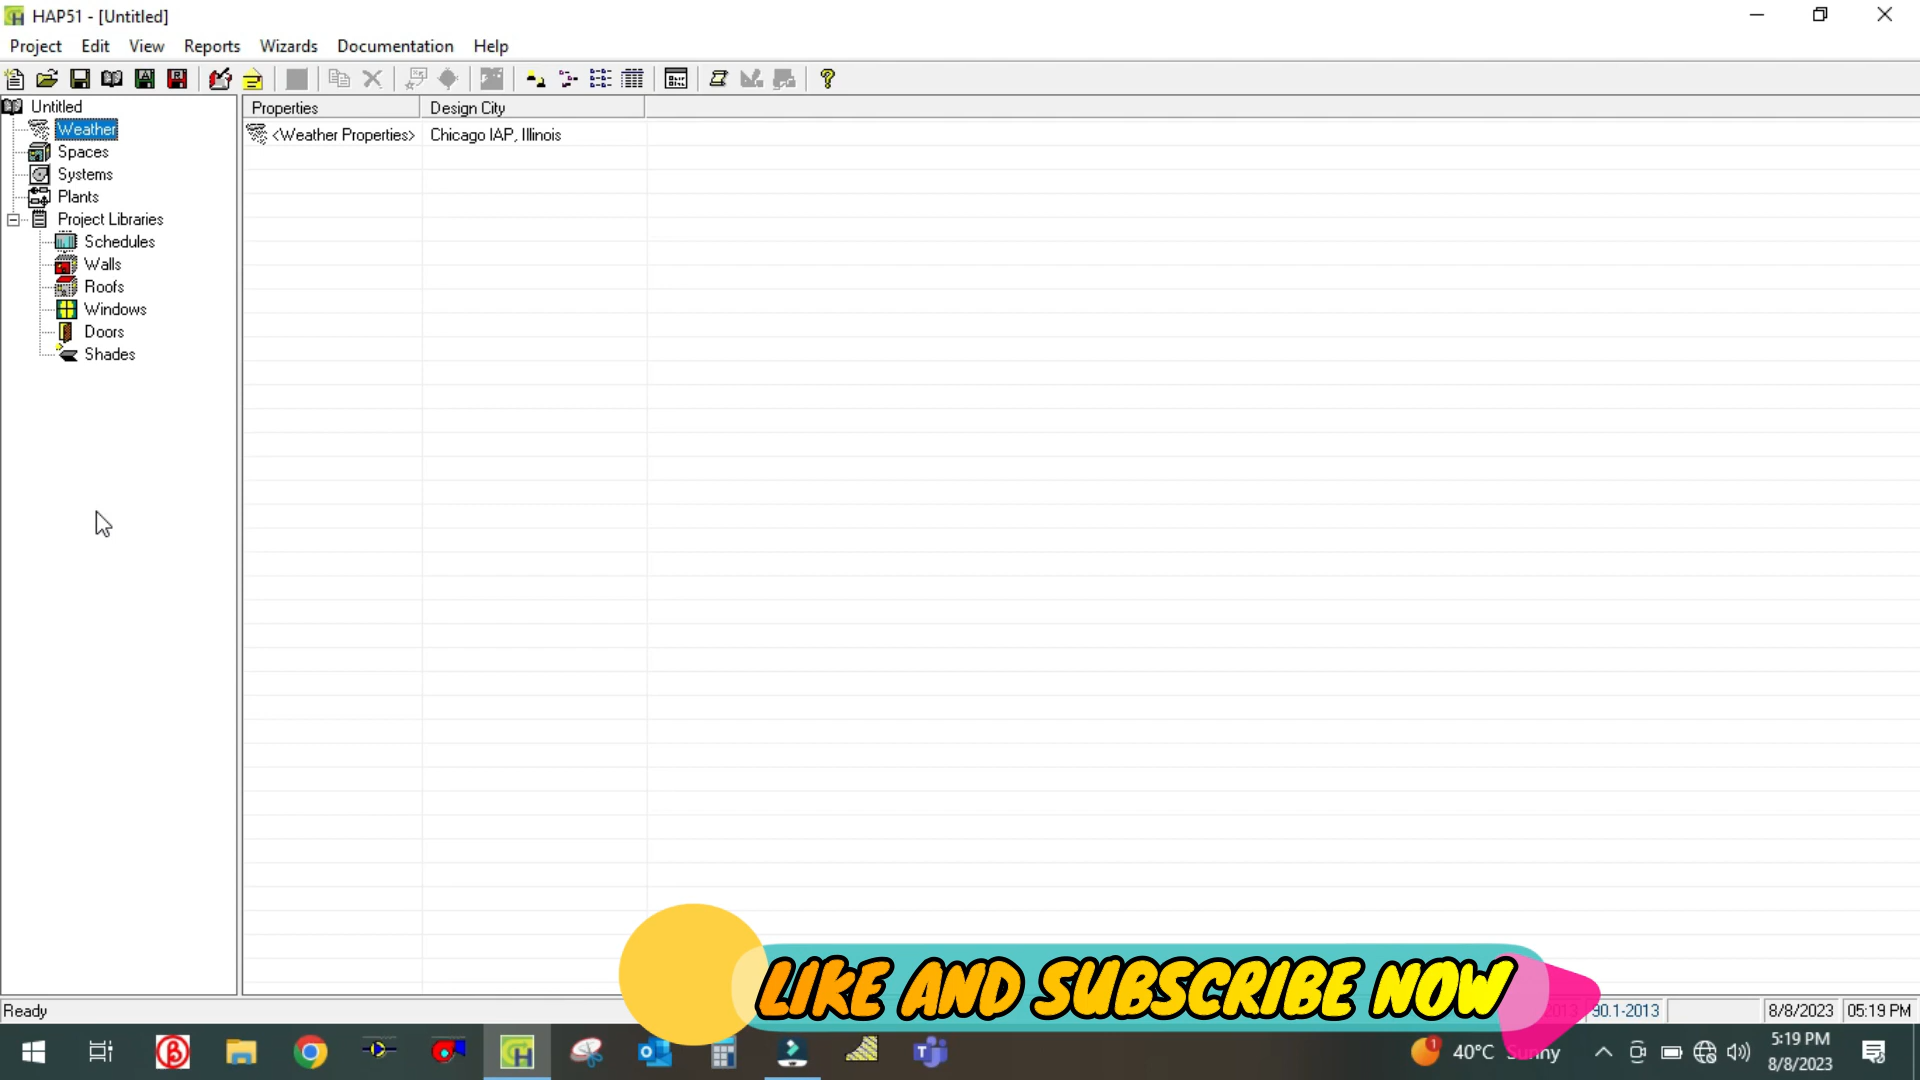 HAP51 - [Untitled]
Project Edit View Reports Wizards Documentation Help
Untitled
Weather
Spaces
Systems
Plants
Project Libraries
Schedules
Walls
Roofs
Windows
Doors
Shades
Properties Design City
<Weather Properties> Chicago IAP, Illinois
LIKE AND SUBSCRIBE NOW
Ready 90.1-2013 8/8/2023 05:19 PM
40°C Sunny 5:19 PM
8/8/2023